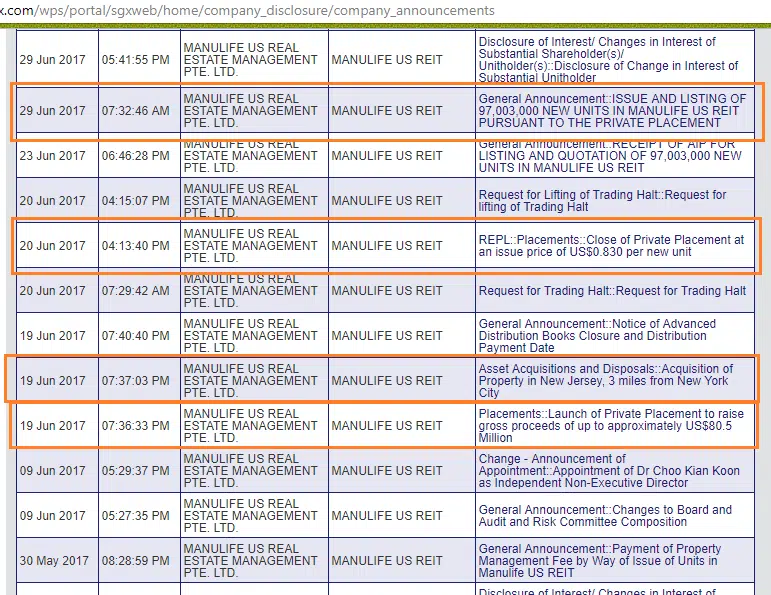 x.com/wps/portal/sgxweb/home/company_disclosure/company_announcements
29 Jun 2017 05:41:55 PM MANULIFE US REAL ESTATE MANAGEMENT PTE. LTD. MANULIFE US REIT Disclosure of Interest/ Changes in Interest of
Substantial Shareholder(s)/
Unitholder(s)::Disclosure of Change in Interest of
Substantial Unitholder
29 Jun 2017 07:32:46 AM MANULIFE US REAL ESTATE MANAGEMENT PTE. LTD. MANULIFE US REIT General Announcement::ISSUE AND LISTING OF
97,003,000 NEW UNITS IN MANULIFE US REIT
PURSUANT TO THE PRIVATE PLACEMENT
23 Jun 2017 06:46:28 PM MANULIFE US REAL ESTATE MANAGEMENT PTE. LTD. MANULIFE US REIT General Announcement::RECEIPT OF AIP FOR
LISTING AND QUOTATION OF 97,003,000 NEW
UNITS IN MANULIFE US REIT
20 Jun 2017 04:15:07 PM MANULIFE US REAL ESTATE MANAGEMENT PTE. LTD. MANULIFE US REIT Request for Lifting of Trading Halt::Request for
lifting of Trading Halt
20 Jun 2017 04:13:40 PM MANULIFE US REAL ESTATE MANAGEMENT PTE. LTD. MANULIFE US REIT REPL::Placements::Close of Private Placement at
an issue price of US$0.830 per new unit
20 Jun 2017 07:29:42 AM MANULIFE US REAL ESTATE MANAGEMENT PTE. LTD. MANULIFE US REIT Request for Trading Halt::Request for Trading Halt
19 Jun 2017 07:40:40 PM MANULIFE US REAL ESTATE MANAGEMENT PTE. LTD. MANULIFE US REIT General Announcement::Notice of Advanced
Distribution Books Closure and Distribution
Payment Date
19 Jun 2017 07:37:03 PM MANULIFE US REAL ESTATE MANAGEMENT PTE. LTD. MANULIFE US REIT Asset Acquisitions and Disposals::Acquisition of
Property in New Jersey, 3 miles from New York
City
19 Jun 2017 07:36:33 PM MANULIFE US REAL ESTATE MANAGEMENT PTE. LTD. MANULIFE US REIT Placements::Launch of Private Placement to raise
gross proceeds of up to approximately US$80.5
Million
09 Jun 2017 05:29:37 PM MANULIFE US REAL ESTATE MANAGEMENT PTE. LTD. MANULIFE US REIT Change - Announcement of
Appointment::Appointment of Dr Choo Kian Koon
as Independent Non-Executive Director
09 Jun 2017 05:27:35 PM MANULIFE US REAL ESTATE MANAGEMENT PTE. LTD. MANULIFE US REIT General Announcement::Changes to Board and
Audit and Risk Committee Composition
30 May 2017 08:28:59 PM MANULIFE US REAL ESTATE MANAGEMENT PTE. LTD. MANULIFE US REIT General Announcement::Payment of Property
Management Fee by Way of Issue of Units in
Manulife US REIT
Disclosure of Interest/ Changes in Interest of